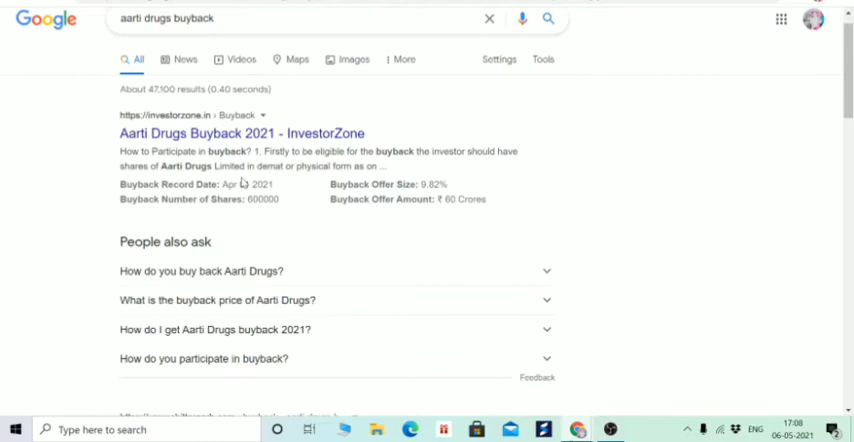 Google
aarti drugs buyback
All News Videos Maps Images More Settings Tools
About 47,100 results (0.40 seconds)
https://investorzone.in › Buyback
Aarti Drugs Buyback 2021 - InvestorZone
How to Participate in buyback? 1. Firstly to be eligible for the buyback the investor should have
shares of Aarti Drugs Limited in demat or physical form as on ...
Buyback Record Date: Apr 2021 Buyback Offer Size: 9.82%
Buyback Number of Shares: 600000 Buyback Offer Amount: ₹ 60 Crores
People also ask
How do you buy back Aarti Drugs?
What is the buyback price of Aarti Drugs?
How do I get Aarti Drugs buyback 2021?
How do you participate in buyback?
Feedback
Type here to search
ENG
17:08
06-05-2021
2